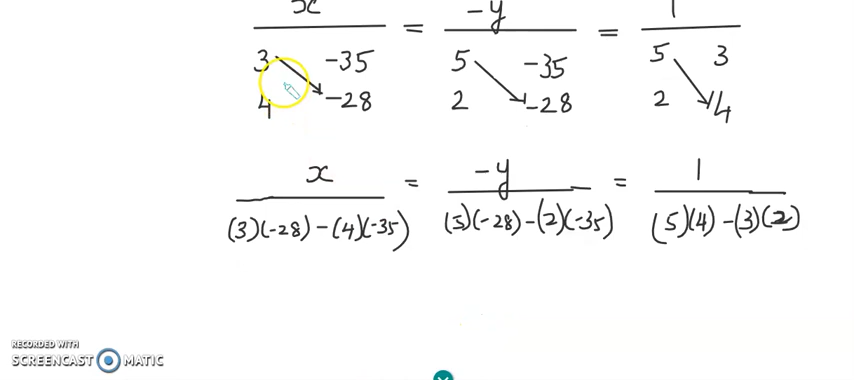 x = -y = 1
3 -35 5 -35 5 3
4 -28 2 -28 2 4
x = -y = 1
(3)(-28) - (4)(-35) (5)(-28) - (2)(-35) (5)(4) - (3)(2)
RECORDED WITH
SCREENCAST MATIC